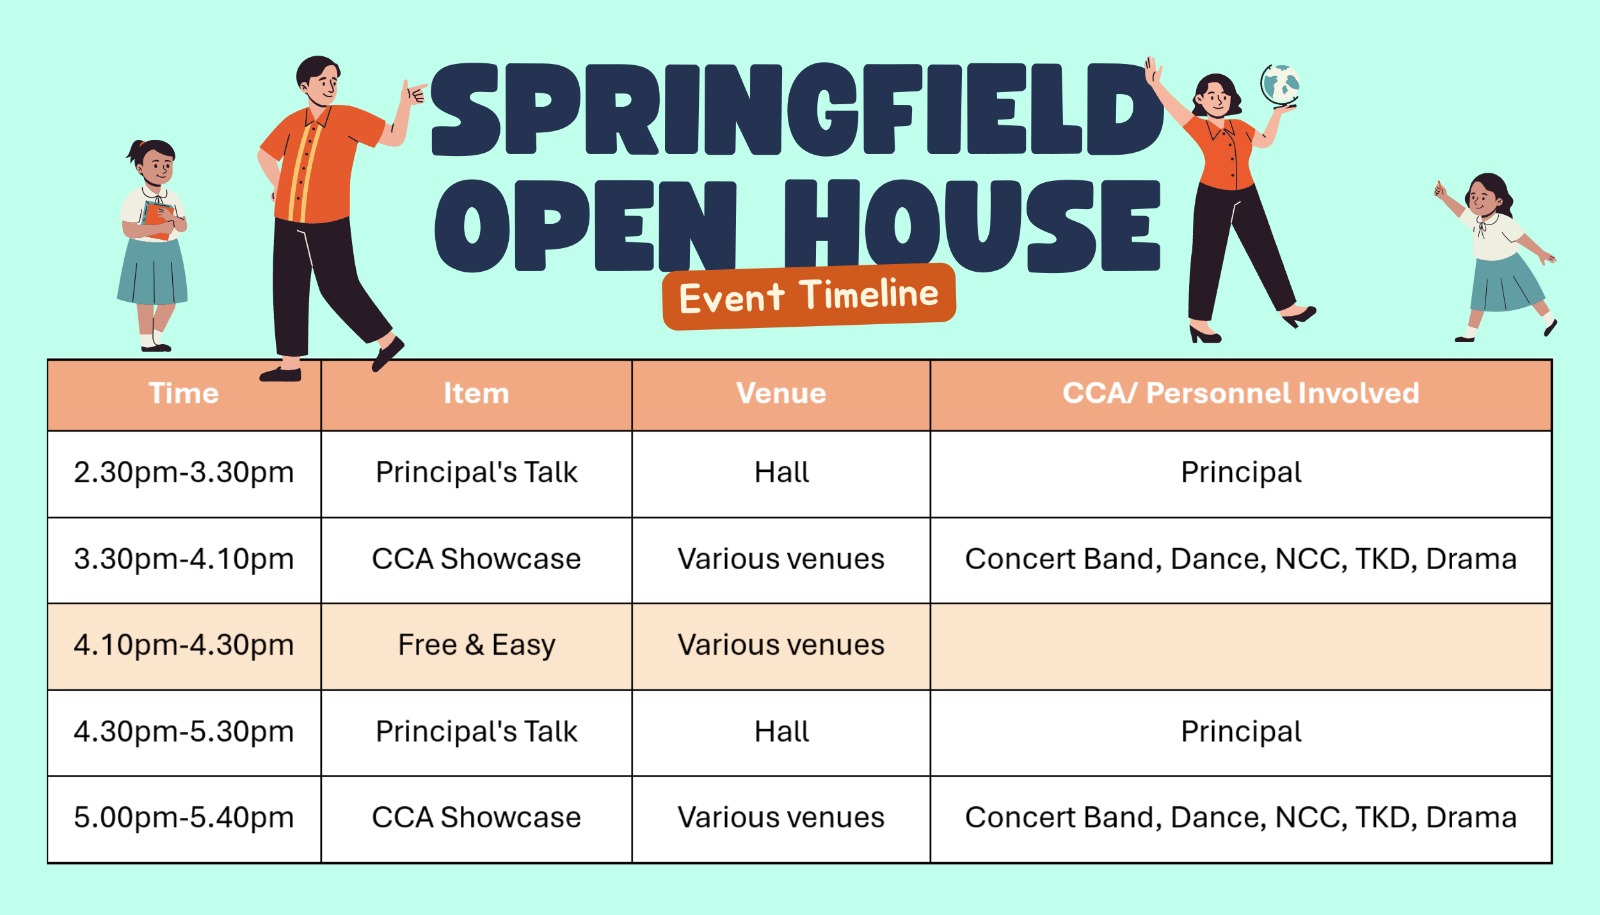 SPRINGFIELD
OPEN HOUSE
Event Timeline
Time Item Venue CCA/ Personnel Involved
2.30pm-3.30pm Principal's Talk Hall Principal
3.30pm-4.10pm CCA Showcase Various venues Concert Band, Dance, NCC, TKD, Drama
4.10pm-4.30pm Free & Easy Various venues
4.30pm-5.30pm Principal's Talk Hall Principal
5.00pm-5.40pm CCA Showcase Various venues Concert Band, Dance, NCC, TKD, Drama